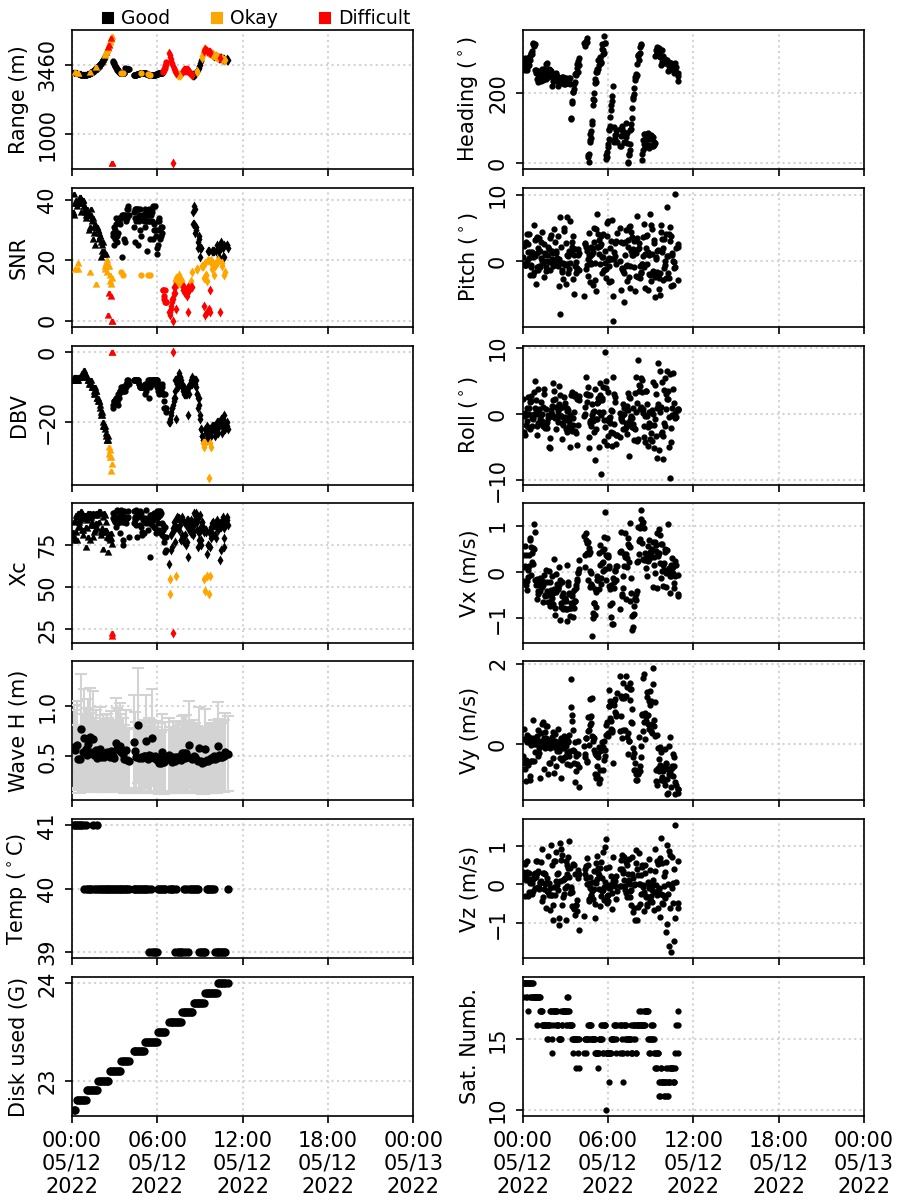 Good Okay Difficult
Range (m)
3460
1000
Heading (°)
200
0
SNR
40
20
0
Pitch (°)
10
0
DBV
0
−20
Roll (°)
10
0
−10
Xc
75
50
25
Vx (m/s)
1
0
−1
Wave H (m)
1.0
0.5
Vy (m/s)
2
0
Temp (°C)
41
40
39
Vz (m/s)
1
0
−1
Disk used (G)
24
23
Sat. Numb.
15
10
00:00 06:00 12:00 18:00 00:00
05/12 05/12 05/12 05/12 05/13
2022 2022 2022 2022 2022
00:00 06:00 12:00 18:00 00:00
05/12 05/12 05/12 05/12 05/13
2022 2022 2022 2022 2022